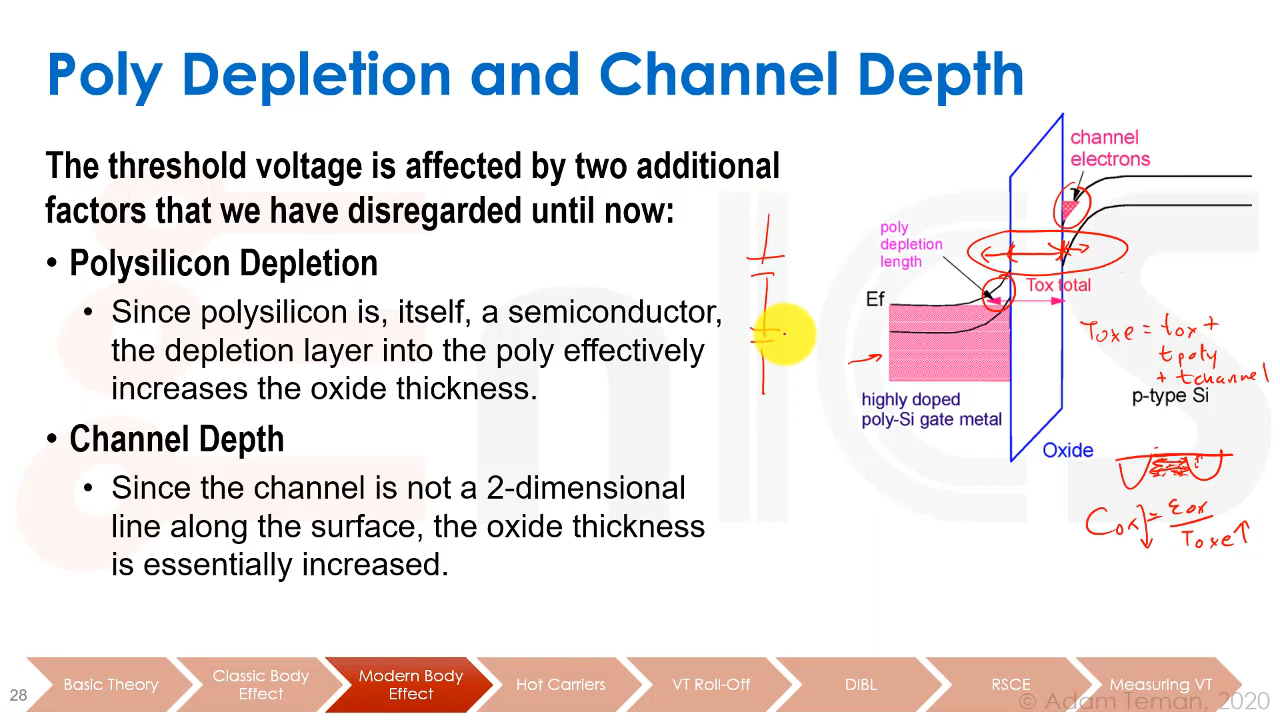 Poly Depletion and Channel Depth
The threshold voltage is affected by two additional
factors that we have disregarded until now:
• Polysilicon Depletion
• Since polysilicon is, itself, a semiconductor,
the depletion layer into the poly effectively
increases the oxide thickness.
• Channel Depth
• Since the channel is not a 2-dimensional
line along the surface, the oxide thickness
is essentially increased.
channel
electrons
poly
depletion
length
Ef
Tox total
Toxe = tox +
tpoly
+ tchannel
p-type Si
highly doped
poly-Si gate metal
Oxide
Cox↓ = εox / Toxe↑
28
Basic Theory
Classic Body
Effect
Modern Body
Effect
Hot Carriers
VT Roll-Off
DIBL
RSCE
Measuring VT
© Adam Teman, 2020